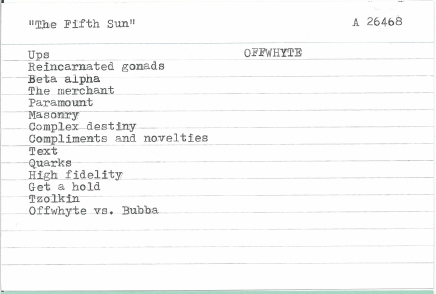 "The Fifth Sun" A 26468
Ups OFFWHYTE
Reincarnated gonads
Beta alpha
The merchant
Paramount
Masonry
Complex destiny
Compliments and novelties
Text
Quarks
High fidelity
Get a hold
Tzolkin
Offwhyte vs. Bubba